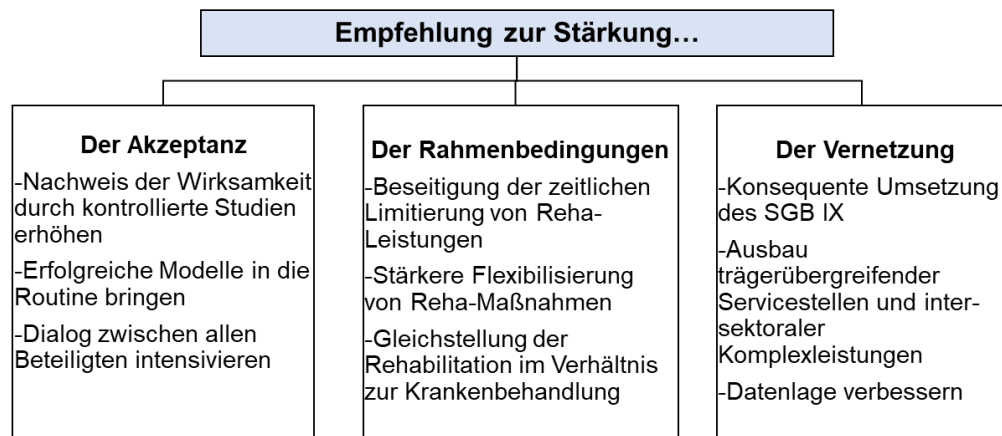 Empfehlung zur Stärkung…
Der Akzeptanz
-Nachweis der Wirksamkeit
durch kontrollierte Studien
erhöhen
-Erfolgreiche Modelle in die
Routine bringen
-Dialog zwischen allen
Beteiligten intensivieren
Der Rahmenbedingungen
-Beseitigung der zeitlichen
Limitierung von Reha-
Leistungen
-Stärkere Flexibilisierung
von Reha-Maßnahmen
-Gleichstellung der
Rehabilitation im Verhältnis
zur Krankenbehandlung
Der Vernetzung
-Konsequente Umsetzung
des SGB IX
-Ausbau
trägerübergreifender
Servicestellen und inter-
sektoraler
Komplexleistungen
-Datenlage verbessern